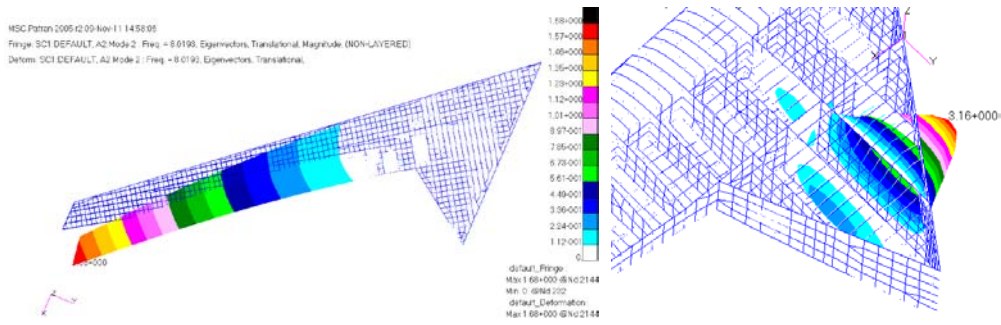 MSC.Patran 2005 r2 09-Nov-11 14:58:05
Fringe: SC1:DEFAULT, A2:Mode 2 : Freq. = 8.0193, Eigenvectors, Translational, Magnitude, (NON-LAYERED)
Deform: SC1:DEFAULT, A2:Mode 2 : Freq. = 8.0193, Eigenvectors, Translational,
1.68+000
1.57+000
1.46+000
1.35+000
1.23+000
1.12+000
1.01+000
8.97-001
7.85-001
6.73-001
5.61-001
4.49-001
3.36-001
2.24-001
1.12-001
0.
default_Fringe :
Max 1.68+000 @Nd 2144
Min 0. @Nd 202
default_Deformation :
Max 1.68+000 @Nd 2144
X
Y
Z
X
Y
3.16+000